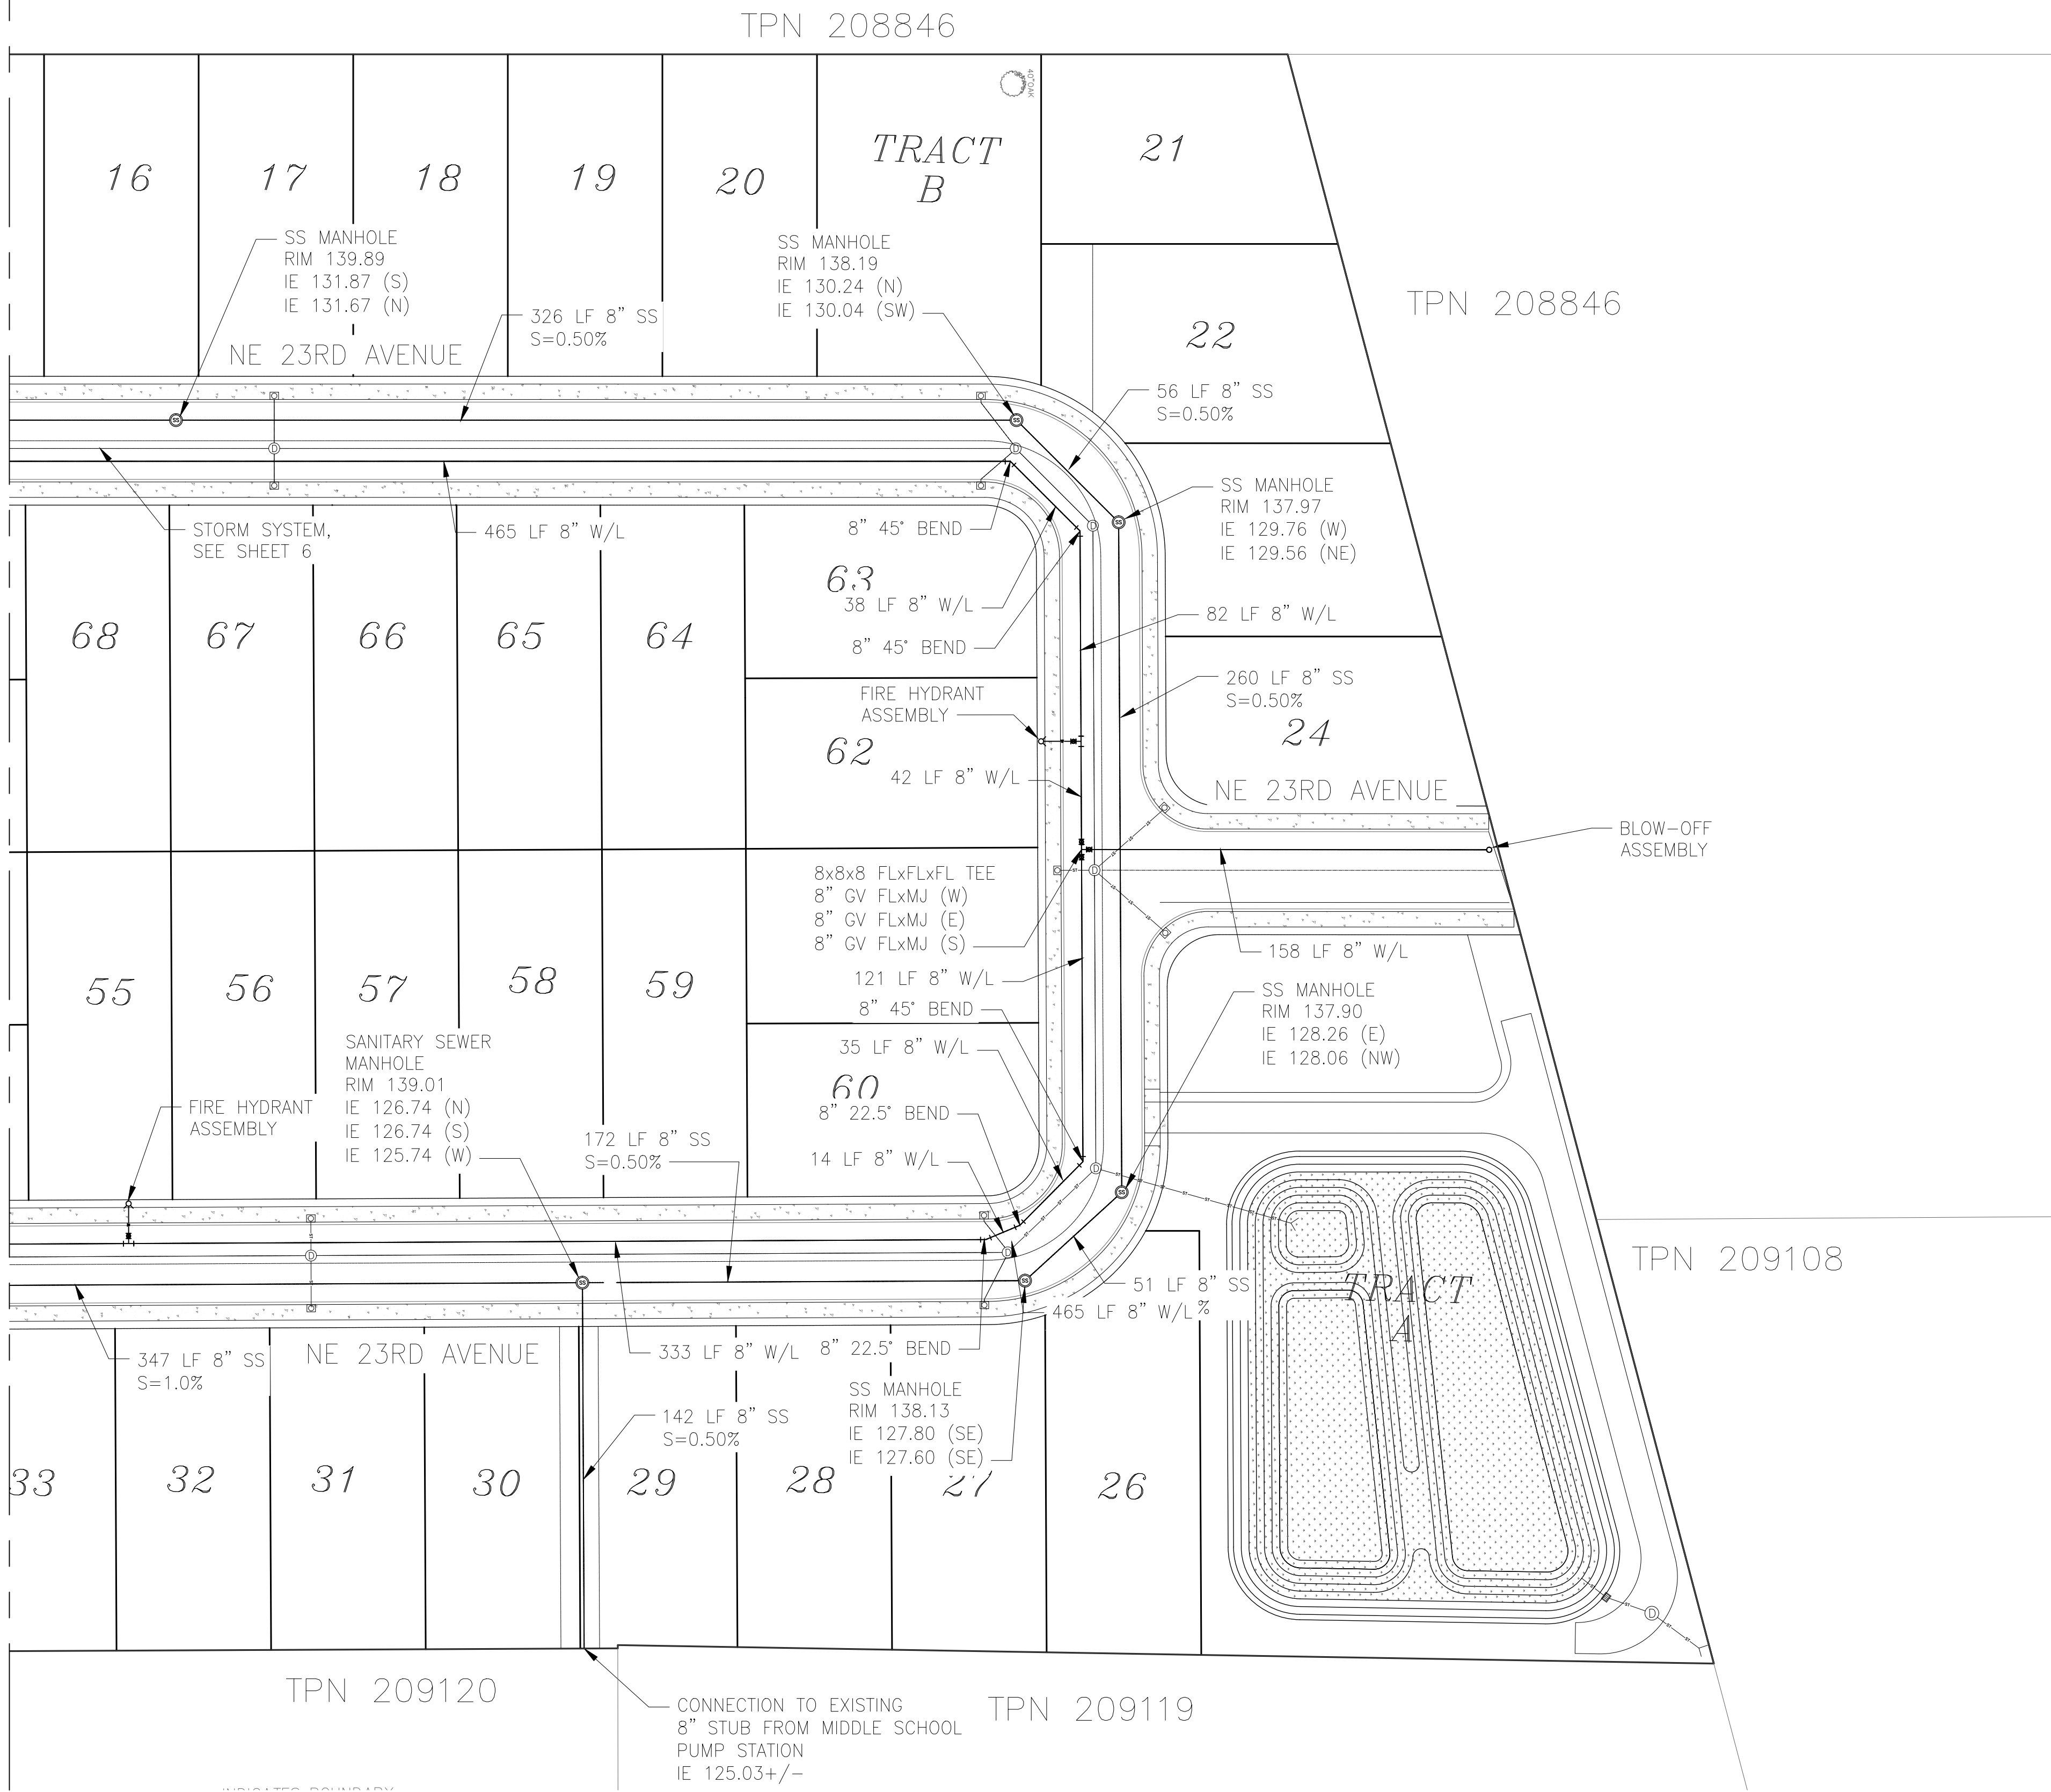 TPN 208846
40"OAK
TRACT
B
21
16
17
18
19
20
SS MANHOLE
RIM 139.89
IE 131.87 (S)
IE 131.67 (N)
SS MANHOLE
RIM 138.19
IE 130.24 (N)
IE 130.04 (SW)
326 LF 8" SS
S=0.50%
NE 23RD AVENUE
TPN 208846
22
56 LF 8" SS
S=0.50%
SS MANHOLE
RIM 137.97
IE 129.76 (W)
IE 129.56 (NE)
STORM SYSTEM,
SEE SHEET 6
465 LF 8" W/L
8" 45° BEND
63
38 LF 8" W/L
8" 45° BEND
82 LF 8" W/L
68
67
66
65
64
260 LF 8" SS
S=0.50%
24
FIRE HYDRANT
ASSEMBLY
62
42 LF 8" W/L
NE 23RD AVENUE
BLOW-OFF
ASSEMBLY
8x8x8 FLxFLxFL TEE
8" GV FLxMJ (W)
8" GV FLxMJ (E)
8" GV FLxMJ (S)
158 LF 8" W/L
121 LF 8" W/L
8" 45° BEND
55
56
57
58
59
SS MANHOLE
RIM 137.90
IE 128.26 (E)
IE 128.06 (NW)
SANITARY SEWER
MANHOLE
RIM 139.01
IE 126.74 (N)
IE 126.74 (S)
IE 125.74 (W)
35 LF 8" W/L
60
8" 22.5° BEND
FIRE HYDRANT
ASSEMBLY
172 LF 8" SS
S=0.50%
14 LF 8" W/L
TPN 209108
TRACT
A
51 LF 8" SS
465 LF 8" W/L %
347 LF 8" SS
S=1.0%
NE 23RD AVENUE
333 LF 8" W/L
8" 22.5° BEND
SS MANHOLE
RIM 138.13
IE 127.80 (SE)
IE 127.60 (SE)
142 LF 8" SS
S=0.50%
33
32
31
30
29
28
27
26
TPN 209120
CONNECTION TO EXISTING
8" STUB FROM MIDDLE SCHOOL
PUMP STATION
IE 125.03+/-
TPN 209119
INDICATES BOUNDARY